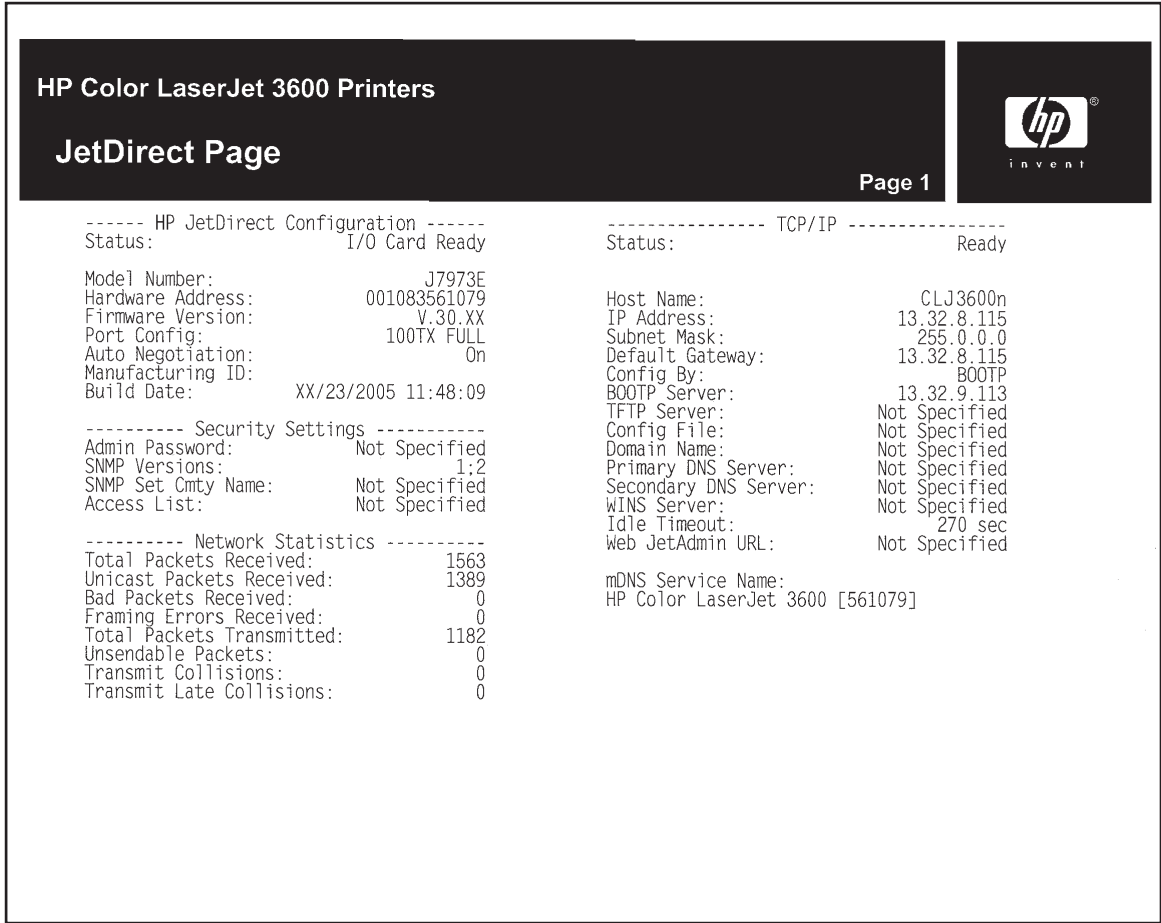 HP Color LaserJet 3600 Printers
JetDirect Page
Page 1
hp ®
invent
------ HP JetDirect Configuration ------
Status: I/O Card Ready
Model Number: J7973E
Hardware Address: 001083561079
Firmware Version: V.30.XX
Port Config: 100TX FULL
Auto Negotiation: On
Manufacturing ID:
Build Date: XX/23/2005 11:48:09
---------- Security Settings -----------
Admin Password: Not Specified
SNMP Versions: 1;2
SNMP Set Cmty Name: Not Specified
Access List: Not Specified
---------- Network Statistics ----------
Total Packets Received: 1563
Unicast Packets Received: 1389
Bad Packets Received: 0
Framing Errors Received: 0
Total Packets Transmitted: 1182
Unsendable Packets: 0
Transmit Collisions: 0
Transmit Late Collisions: 0
---------------- TCP/IP ----------------
Status: Ready
Host Name: CLJ3600n
IP Address: 13.32.8.115
Subnet Mask: 255.0.0.0
Default Gateway: 13.32.8.115
Config By: BOOTP
BOOTP Server: 13.32.9.113
TFTP Server: Not Specified
Config File: Not Specified
Domain Name: Not Specified
Primary DNS Server: Not Specified
Secondary DNS Server: Not Specified
WINS Server: Not Specified
Idle Timeout: 270 sec
Web JetAdmin URL: Not Specified
mDNS Service Name:
HP Color LaserJet 3600 [561079]